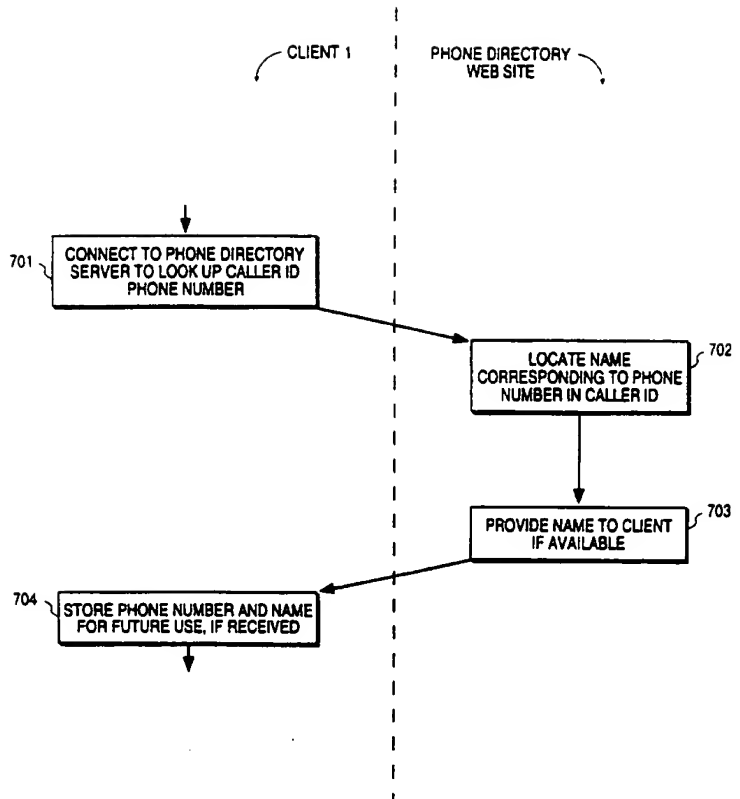 CLIENT 1
PHONE DIRECTORY
WEB SITE
701
CONNECT TO PHONE DIRECTORY
SERVER TO LOOK UP CALLER ID
PHONE NUMBER
702
LOCATE NAME
CORRESPONDING TO PHONE
NUMBER IN CALLER ID
703
PROVIDE NAME TO CLIENT
IF AVAILABLE
704
STORE PHONE NUMBER AND NAME
FOR FUTURE USE, IF RECEIVED